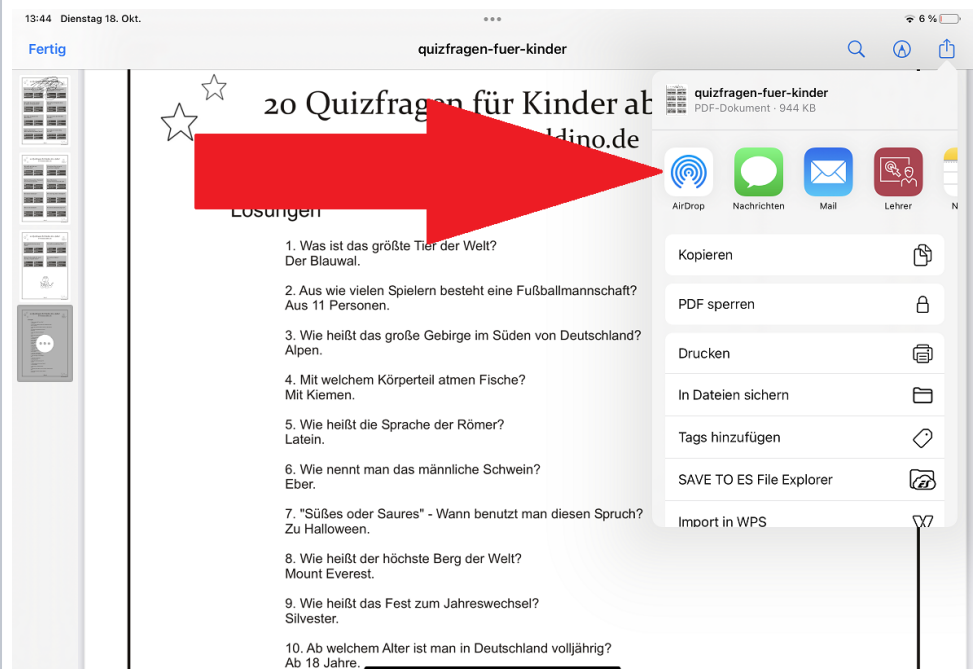 13:44 Dienstag 18. Okt.
6 %
Fertig
quizfragen-fuer-kinder
quizfragen-fuer-kinder
PDF-Dokument · 944 KB
AirDrop
Nachrichten
Mail
Lehrer
N
Kopieren
PDF sperren
Drucken
In Dateien sichern
Tags hinzufügen
SAVE TO ES File Explorer
ES
Import in WPS
20 Quizfragen für Kinder ab
dino.de
Lösungen
1. Was ist das größte Tier der Welt?
Der Blauwal.
2. Aus wie vielen Spielern besteht eine Fußballmannschaft?
Aus 11 Personen.
3. Wie heißt das große Gebirge im Süden von Deutschland?
Alpen.
4. Mit welchem Körperteil atmen Fische?
Mit Kiemen.
5. Wie heißt die Sprache der Römer?
Latein.
6. Wie nennt man das männliche Schwein?
Eber.
7. "Süßes oder Saures" - Wann benutzt man diesen Spruch?
Zu Halloween.
8. Wie heißt der höchste Berg der Welt?
Mount Everest.
9. Wie heißt das Fest zum Jahreswechsel?
Silvester.
10. Ab welchem Alter ist man in Deutschland volljährig?
Ab 18 Jahre.